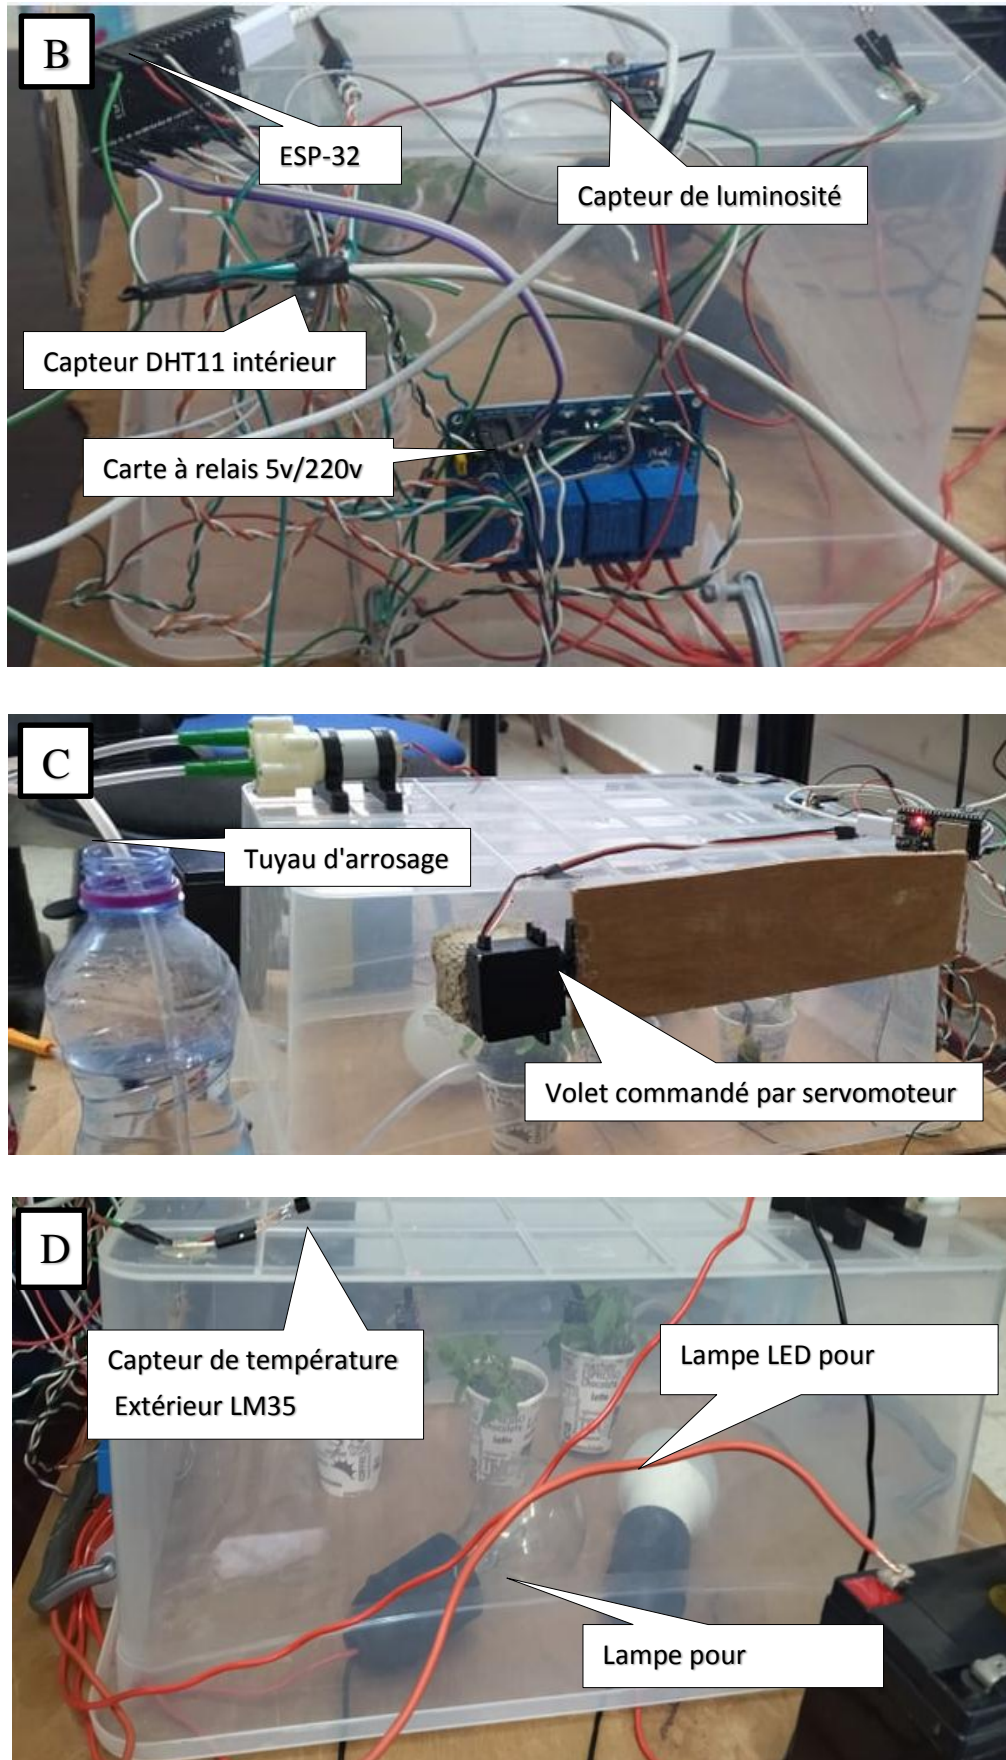 B
ESP-32
Capteur de luminosité
Capteur DHT11 intérieur
Carte à relais 5v/220v
C
Tuyau d'arrosage
Volet commandé par servomoteur
D
Capteur de température
Extérieur LM35
Lampe LED pour
Lampe pour